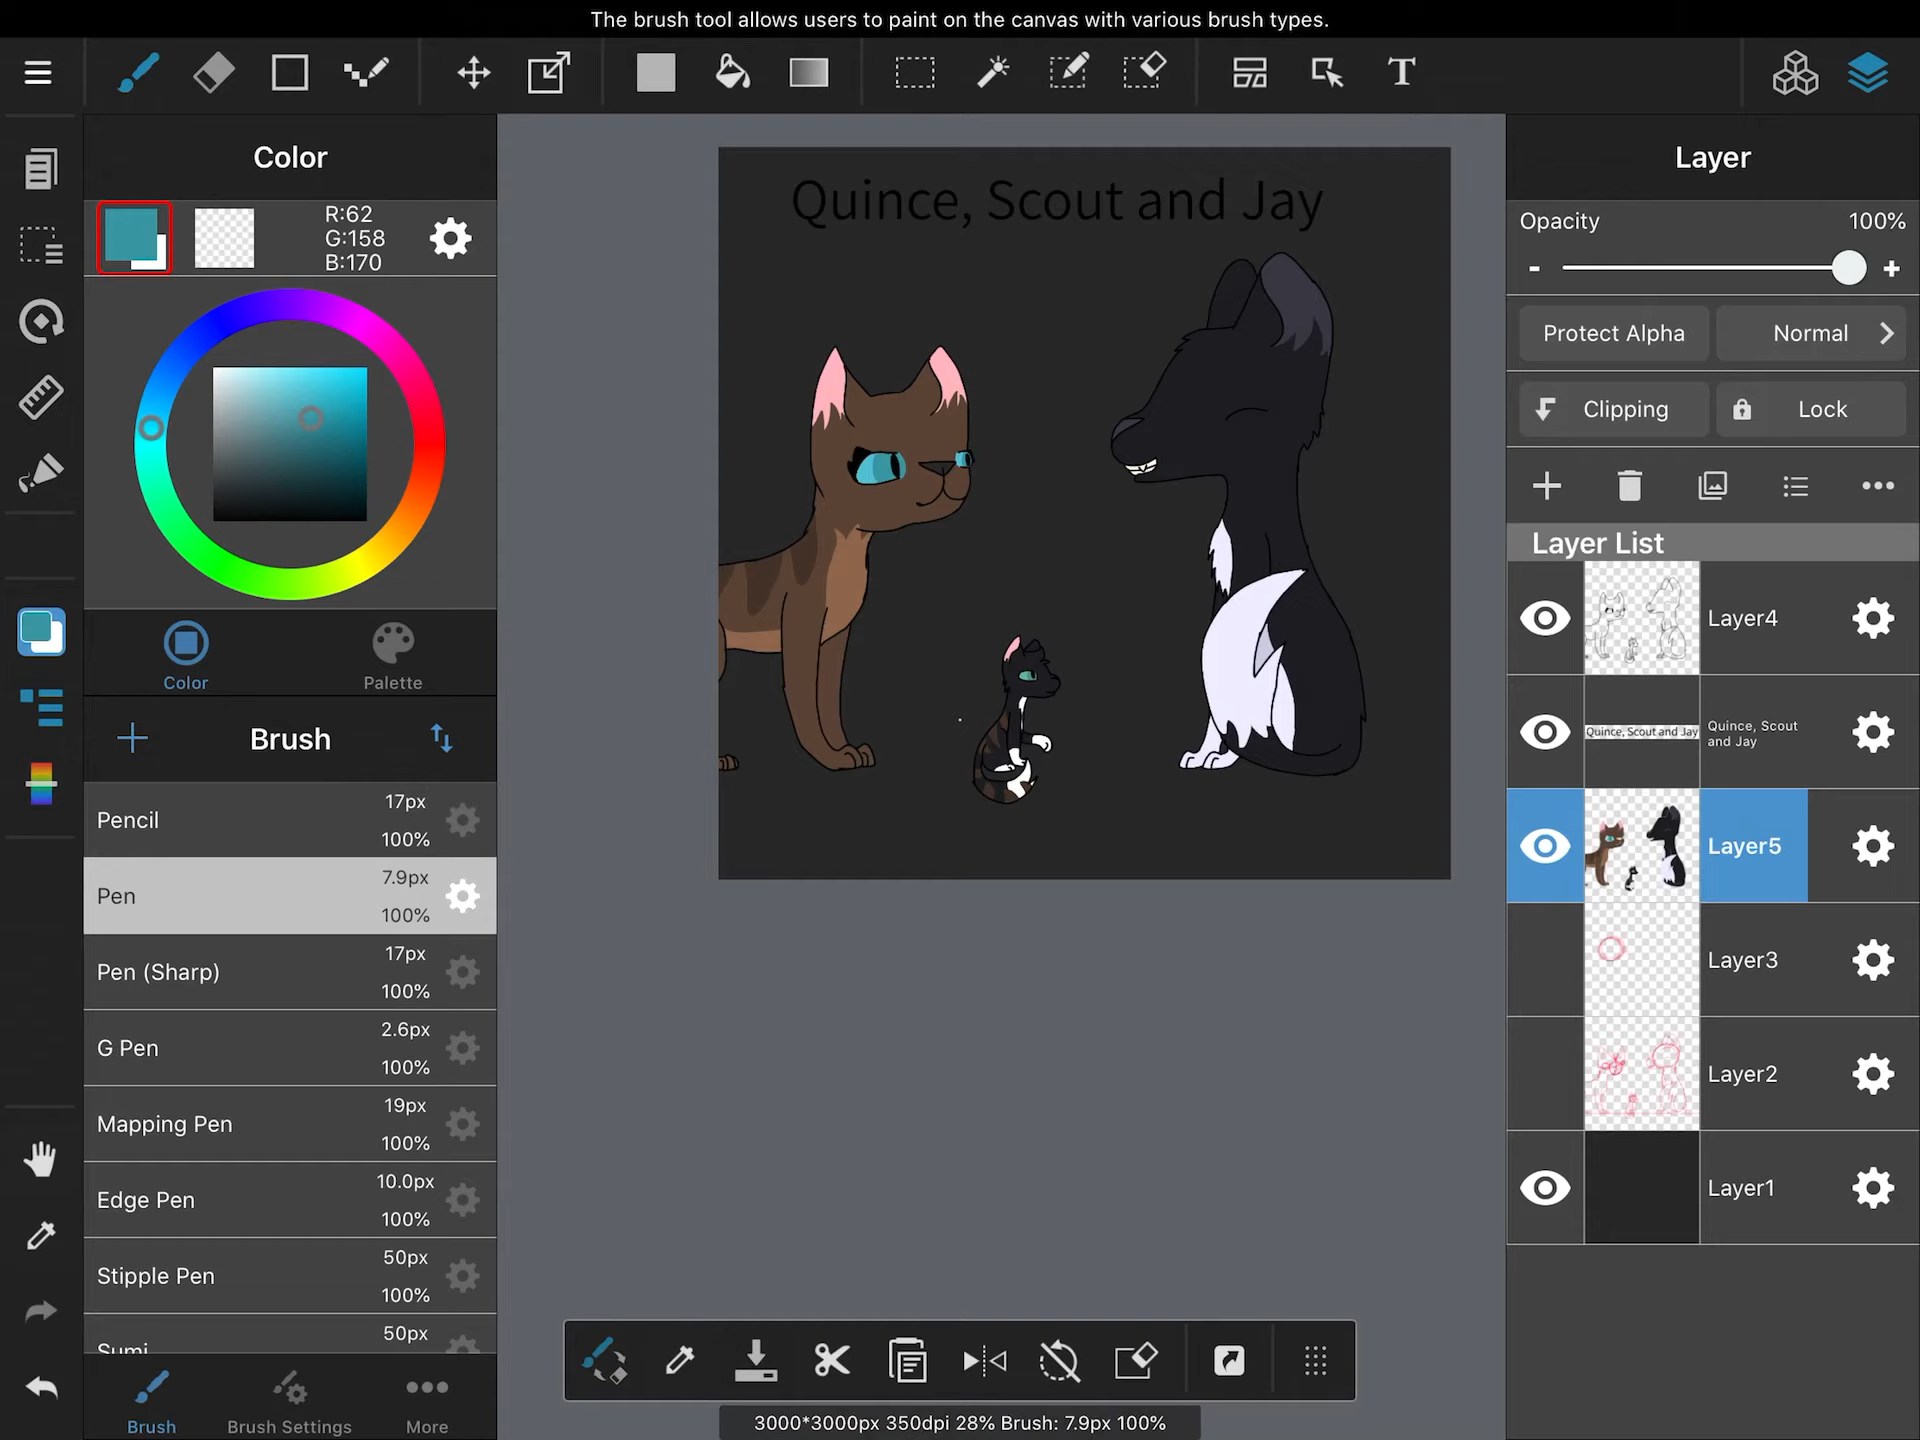 The brush tool allows users to paint on the canvas with various brush types.
T
Color
R:62
G:158
B:170
Color
Palette
Brush
Pencil
17px
100%
Pen
7.9px
100%
Pen (Sharp)
17px
100%
G Pen
2.6px
100%
Mapping Pen
19px
100%
Edge Pen
10.0px
100%
Stipple Pen
50px
100%
Sumi
50px
Brush
Brush Settings
More
Quince, Scout and Jay
3000*3000px 350dpi 28% Brush: 7.9px 100%
Layer
Opacity
100%
- +
Protect Alpha
Normal
Clipping
Lock
Layer List
Layer4
Quince, Scout and Jay
Quince, Scout
and Jay
Layer5
Layer3
Layer2
Layer1